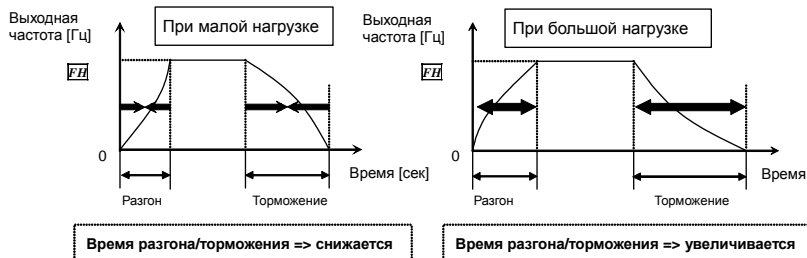 Выходная
частота [Гц]
При малой нагрузке
FH
0
Время [сек]
Разгон
Торможение
Время разгона/торможения => снижается
Выходная
частота [Гц]
При большой нагрузке
FH
0
Время
Разгон
Торможение
Время разгона/торможения => увеличивается